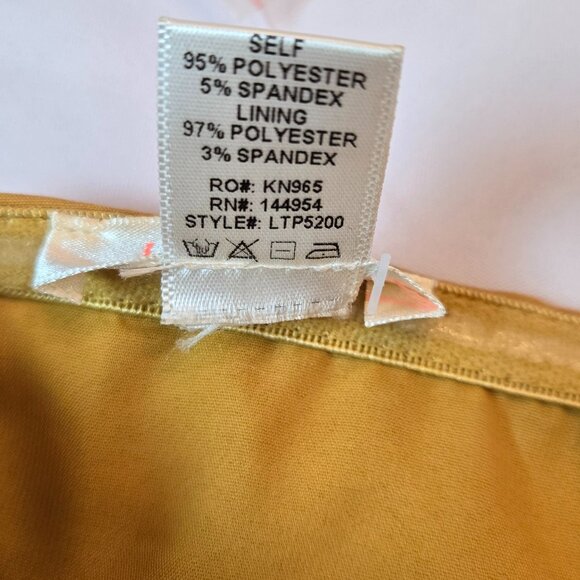 SELF
95% POLYESTER
5% SPANDEX
LINING
97% POLYESTER
3% SPANDEX
RO#: KN965
RN#: 144954
STYLE#: LTP5200